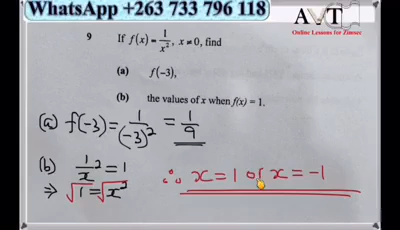 WhatsApp +263 733 796 113
AVT
Online Lessons for Zimsec
9 If f(x) = 1/x², x ≠ 0, find
(a) f(−3),
(b) the values of x when f(x) = 1.
(a) f(-3) = 1/(-3)² = 1/9
(b) 1/x² = 1
⇒ √1 = √x²
∴ x = 1 or x = -1